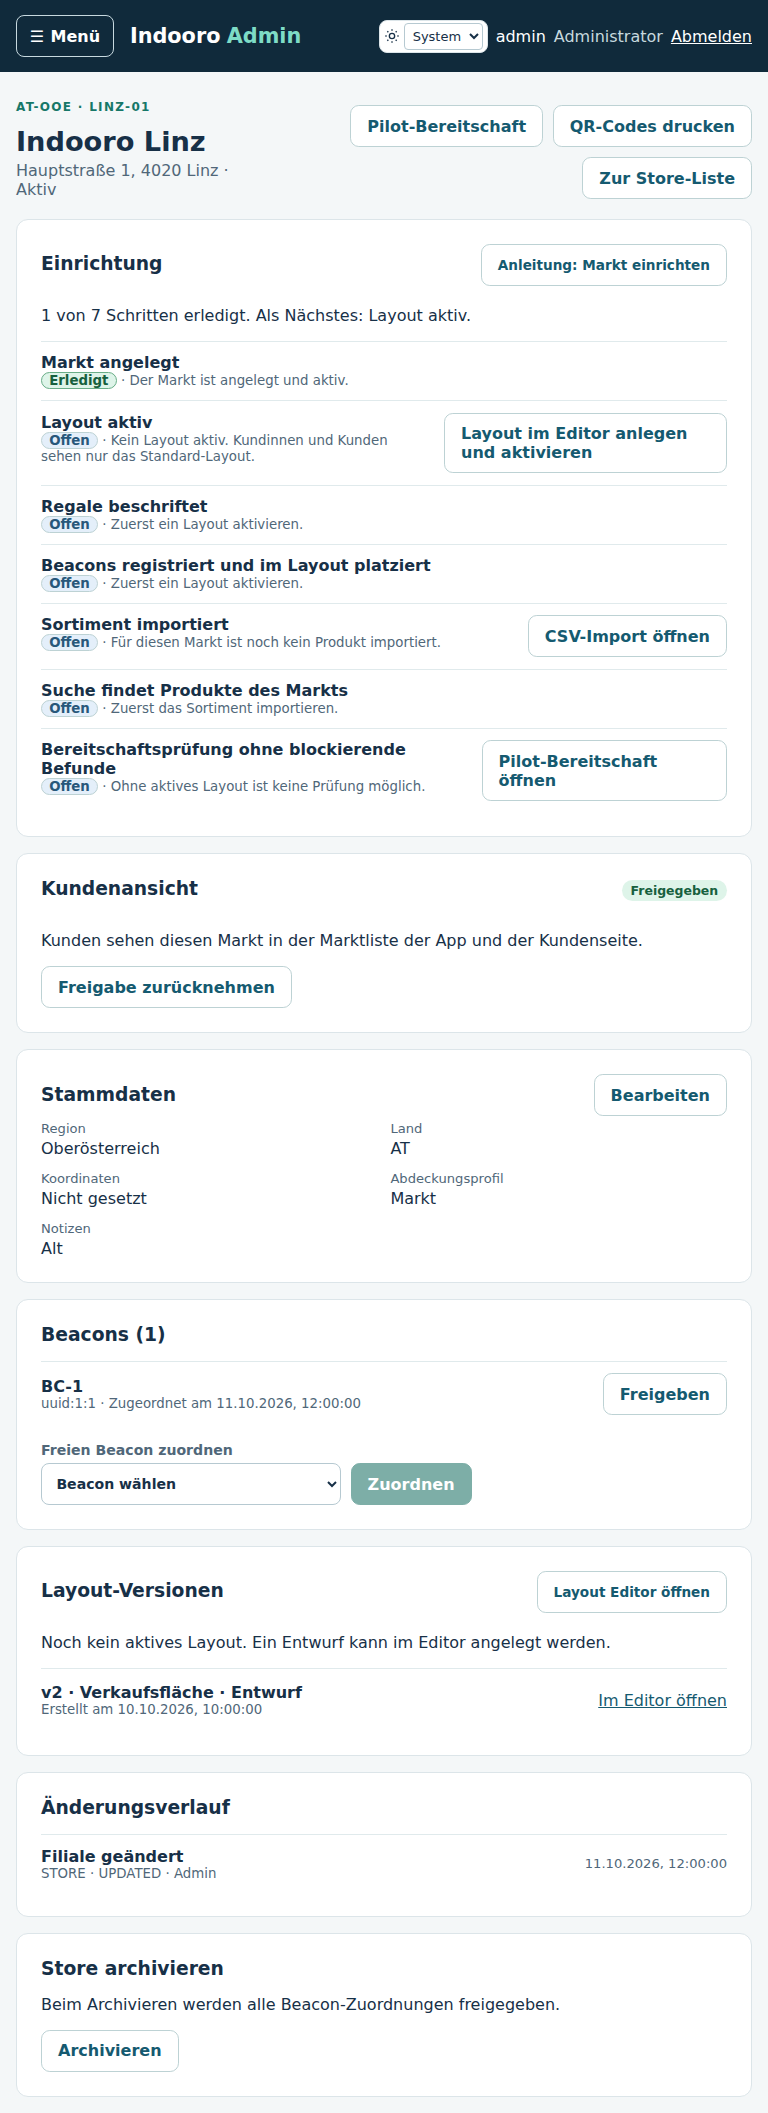 ☰ Menü
Indooro Admin
System
admin Administrator Abmelden
AT-OOE · LINZ-01
Indooro Linz
Hauptstraße 1, 4020 Linz ·
Aktiv
Pilot-Bereitschaft
QR-Codes drucken
Zur Store-Liste
Einrichtung
Anleitung: Markt einrichten
1 von 7 Schritten erledigt. Als Nächstes: Layout aktiv.
Markt angelegt
Erledigt · Der Markt ist angelegt und aktiv.
Layout aktiv
Offen · Kein Layout aktiv. Kundinnen und Kunden
sehen nur das Standard-Layout.
Layout im Editor anlegen
und aktivieren
Regale beschriftet
Offen · Zuerst ein Layout aktivieren.
Beacons registriert und im Layout platziert
Offen · Zuerst ein Layout aktivieren.
Sortiment importiert
Offen · Für diesen Markt ist noch kein Produkt importiert.
CSV-Import öffnen
Suche findet Produkte des Markts
Offen · Zuerst das Sortiment importieren.
Bereitschaftsprüfung ohne blockierende
Befunde
Offen · Ohne aktives Layout ist keine Prüfung möglich.
Pilot-Bereitschaft
öffnen
Kundenansicht
Freigegeben
Kunden sehen diesen Markt in der Marktliste der App und der Kundenseite.
Freigabe zurücknehmen
Stammdaten
Bearbeiten
Region
Oberösterreich
Land
AT
Koordinaten
Nicht gesetzt
Abdeckungsprofil
Markt
Notizen
Alt
Beacons (1)
BC-1
uuid:1:1 · Zugeordnet am 11.10.2026, 12:00:00
Freigeben
Freien Beacon zuordnen
Beacon wählen
Zuordnen
Layout-Versionen
Layout Editor öffnen
Noch kein aktives Layout. Ein Entwurf kann im Editor angelegt werden.
v2 · Verkaufsfläche · Entwurf
Erstellt am 10.10.2026, 10:00:00
Im Editor öffnen
Änderungsverlauf
Filiale geändert
STORE · UPDATED · Admin
11.10.2026, 12:00:00
Store archivieren
Beim Archivieren werden alle Beacon-Zuordnungen freigegeben.
Archivieren